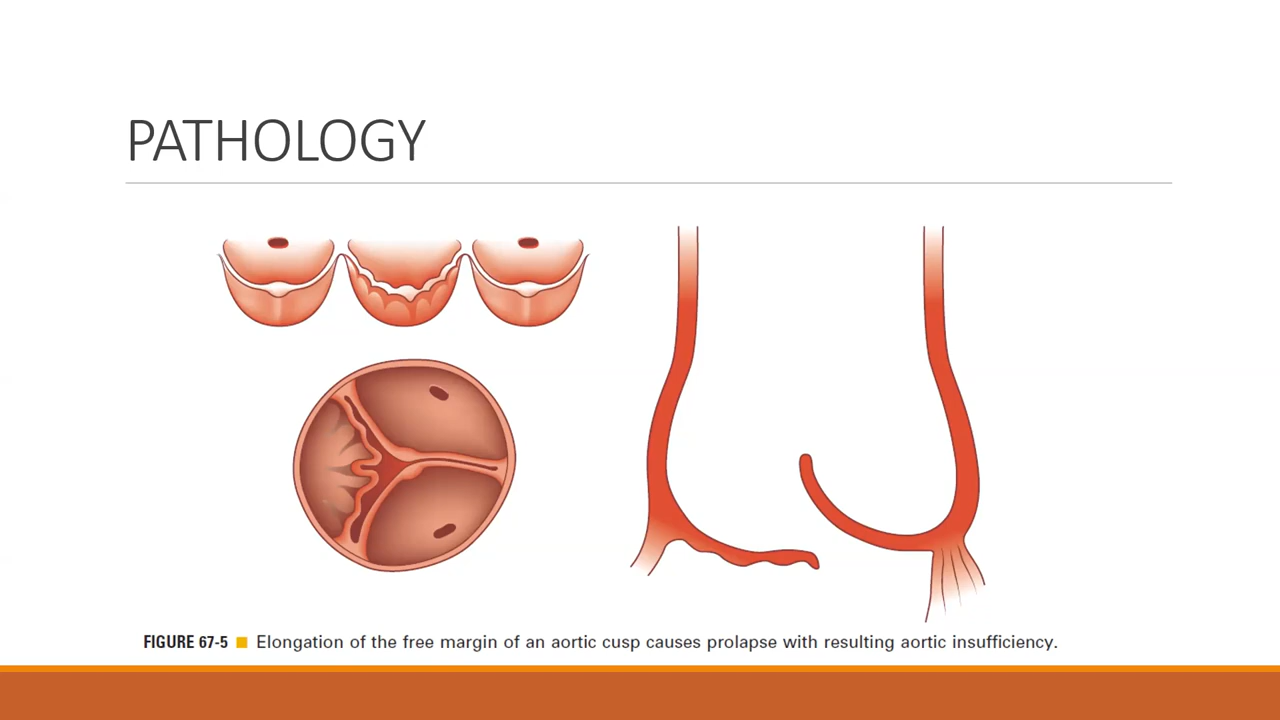 PATHOLOGY
FIGURE 67-5 ■ Elongation of the free margin of an aortic cusp causes prolapse with resulting aortic insufficiency.